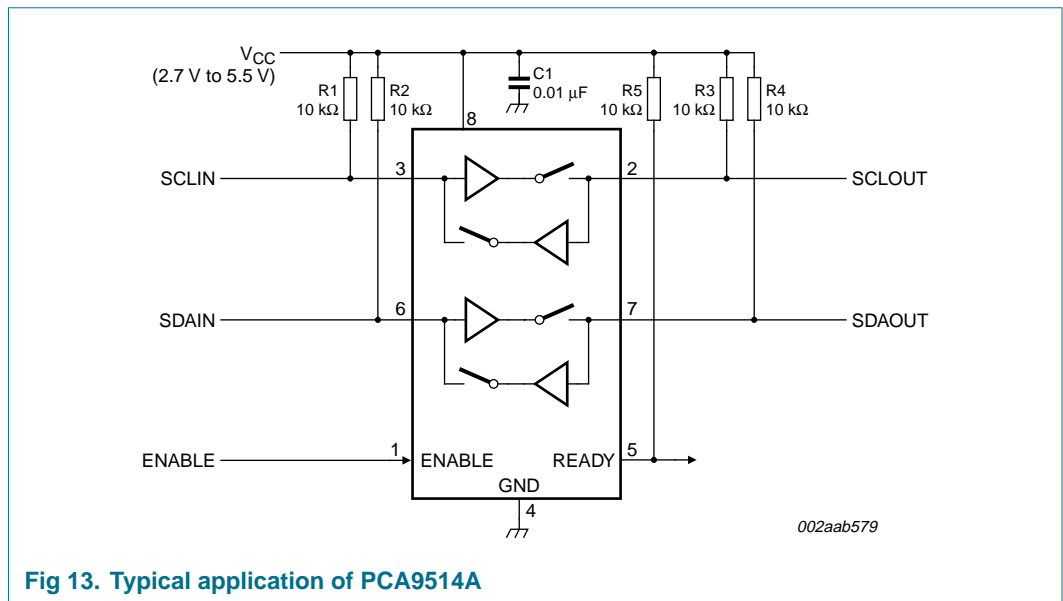 VCC
(2.7 V to 5.5 V)
R1
10 kΩ
R2
10 kΩ
C1
0.01 μF
R5
10 kΩ
R3
10 kΩ
R4
10 kΩ
8
SCLIN
3
2
SCLOUT
SDAIN
6
7
SDAOUT
ENABLE
1
ENABLE
READY
5
GND
4
002aab579
Fig 13. Typical application of PCA9514A